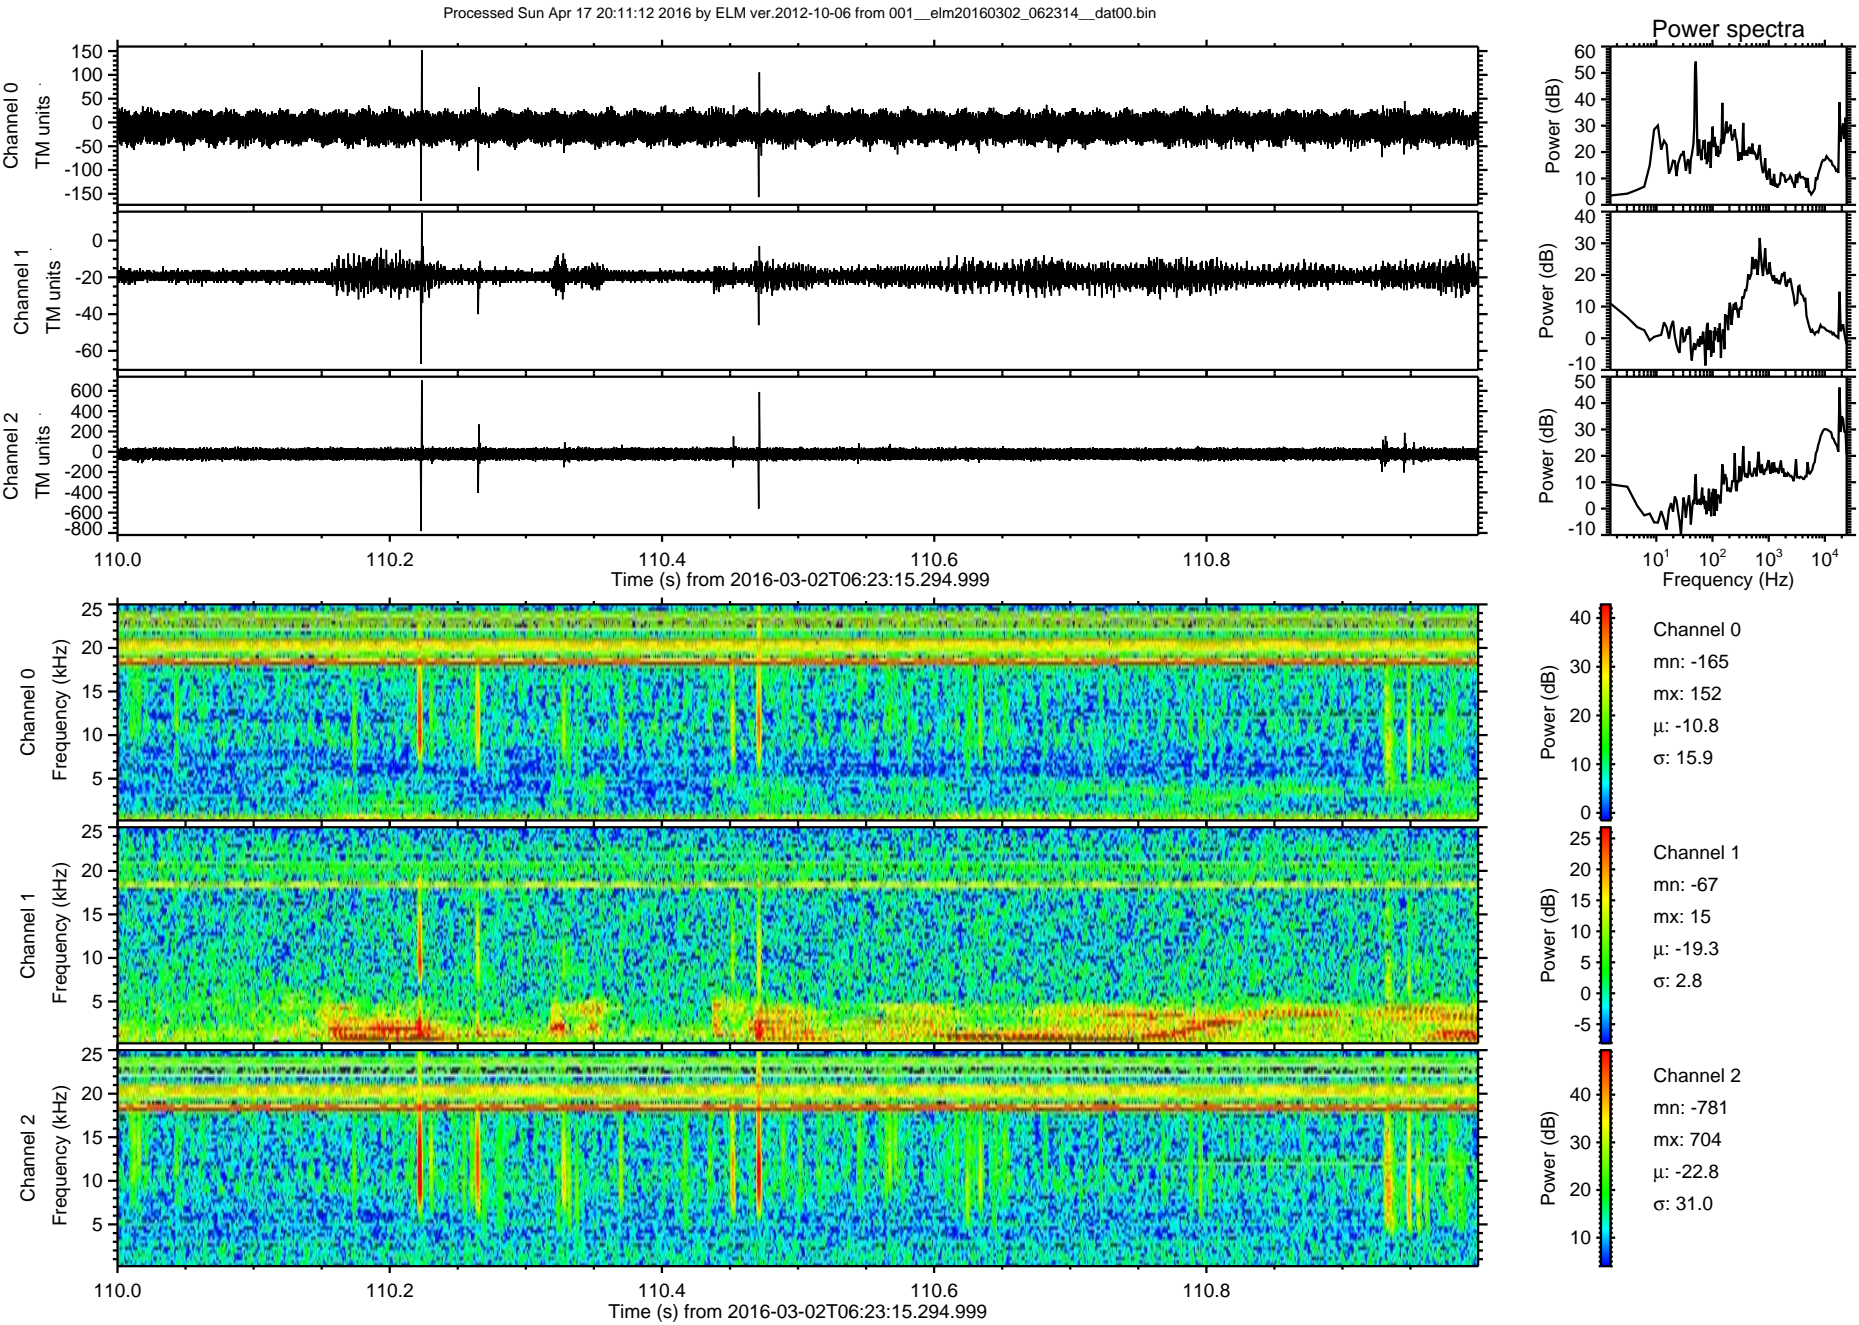 Processed Sun Apr 17 20:11:12 2016 by ELM ver.2012-10-06 from 001__elm20160302_062314__dat00.bin
Power spectra
Channel 0
TM units
150
100
50
0
-50
-100
-150
Power (dB)
60
50
40
30
20
10
0
Channel 1
TM units
0
-20
-40
-60
Power (dB)
40
30
20
10
0
-10
Channel 2
TM units
600
400
200
0
-200
-400
-600
-800
Power (dB)
50
40
30
20
10
0
-10
110.0 110.2 110.4 110.6 110.8
Time (s) from 2016-03-02T06:23:15.294.999
10^1 10^2 10^3 10^4
Frequency (Hz)
Channel 0
Frequency (kHz)
25
20
15
10
5
Power (dB)
40
30
20
10
0
Channel 0
mn: -165
mx: 152
μ: -10.8
σ: 15.9
Channel 1
Frequency (kHz)
25
20
15
10
5
Power (dB)
25
20
15
10
5
0
-5
Channel 1
mn: -67
mx: 15
μ: -19.3
σ: 2.8
Channel 2
Frequency (kHz)
25
20
15
10
5
Power (dB)
40
30
20
10
Channel 2
mn: -781
mx: 704
μ: -22.8
σ: 31.0
110.0 110.2 110.4 110.6 110.8
Time (s) from 2016-03-02T06:23:15.294.999